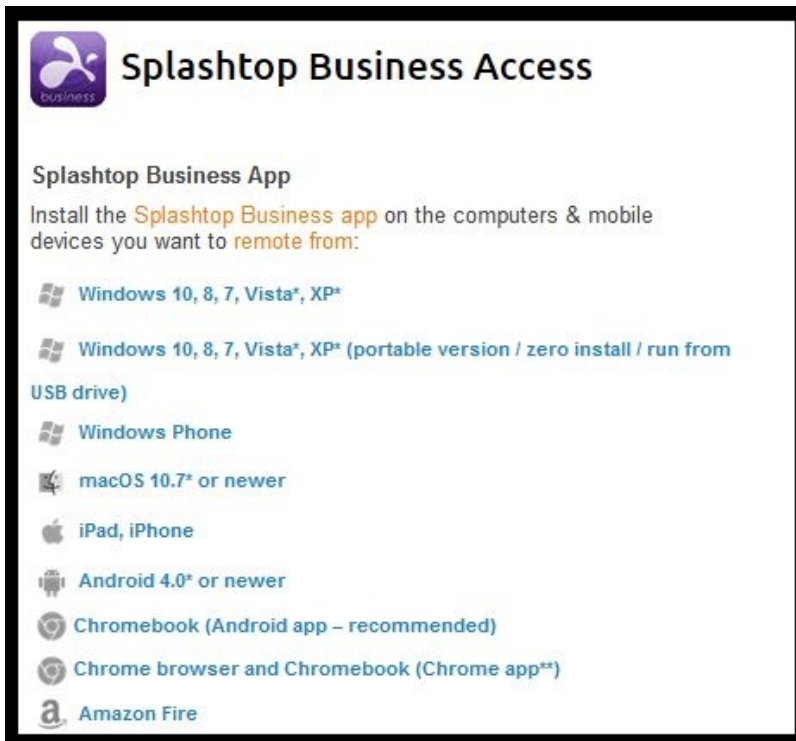 business
Splashtop Business Access
Splashtop Business App
Install the Splashtop Business app on the computers & mobile
devices you want to remote from:
Windows 10, 8, 7, Vista*, XP*
Windows 10, 8, 7, Vista*, XP* (portable version / zero install / run from
USB drive)
Windows Phone
macOS 10.7* or newer
iPad, iPhone
Android 4.0* or newer
Chromebook (Android app – recommended)
Chrome browser and Chromebook (Chrome app**)
a Amazon Fire